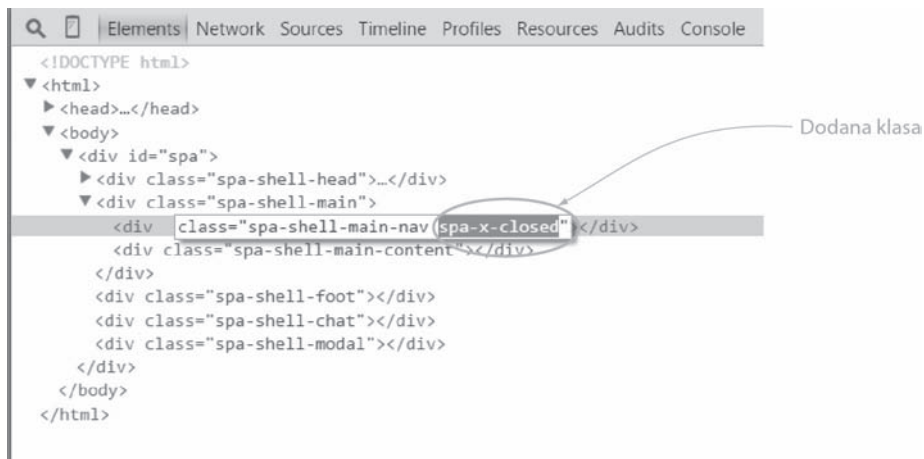 Elements Network Sources Timeline Profiles Resources Audits Console
<!DOCTYPE html>
▼<html>
▶<head>…</head>
▼<body>
▼<div id="spa">
▶<div class="spa-shell-head">…</div>
▼<div class="spa-shell-main">
<div class="spa-shell-main-nav spa-x-closed"></div>
<div class="spa-shell-main-content"></div>
</div>
<div class="spa-shell-foot"></div>
<div class="spa-shell-chat"></div>
<div class="spa-shell-modal"></div>
</div>
</body>
</html>
Dodana klasa